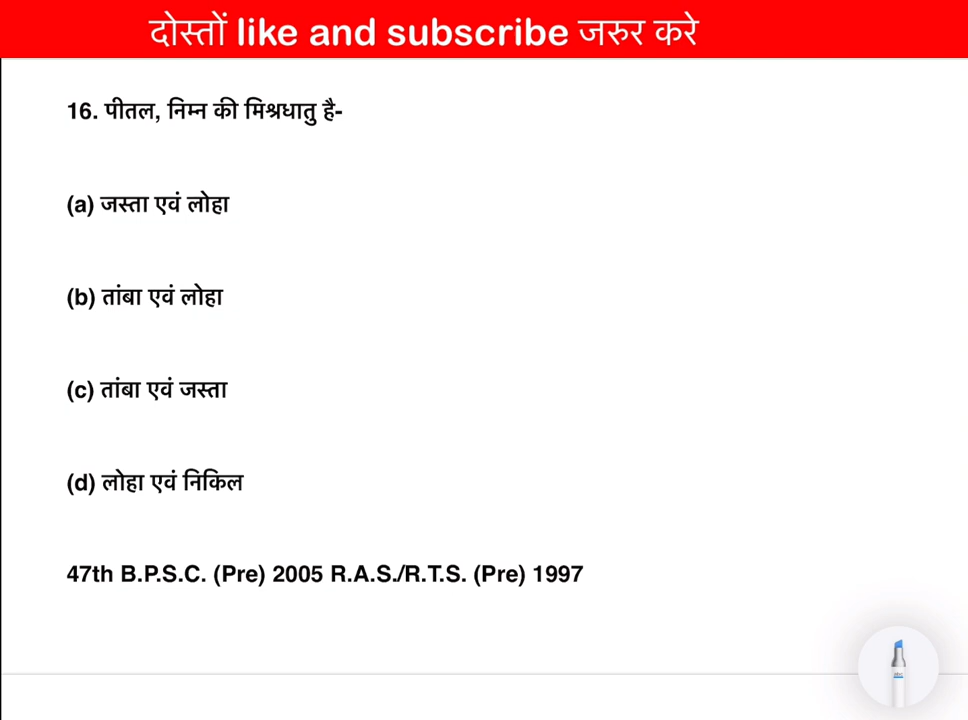 दोस्तों like and subscribe जरुर करे
16. पीतल, निम्न की मिश्रधातु है-
(a) जस्ता एवं लोहा
(b) तांबा एवं लोहा
(c) तांबा एवं जस्ता
(d) लोहा एवं निकिल
47th B.P.S.C. (Pre) 2005 R.A.S./R.T.S. (Pre) 1997